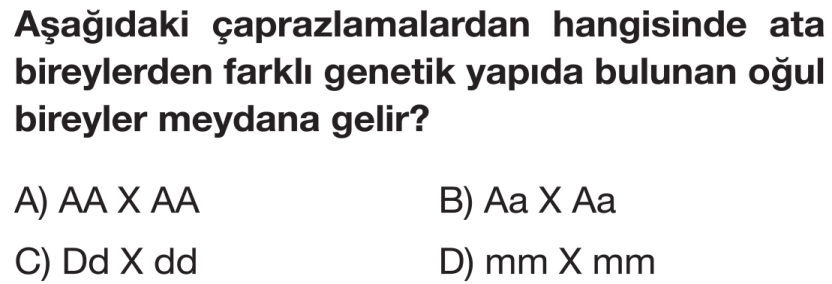 Aşağıdaki çaprazlamalardan hangisinde ata
bireylerden farklı genetik yapıda bulunan oğul
bireyler meydana gelir?
A) AA X AA
B) Aa X Aa
C) Dd X dd
D) mm X mm